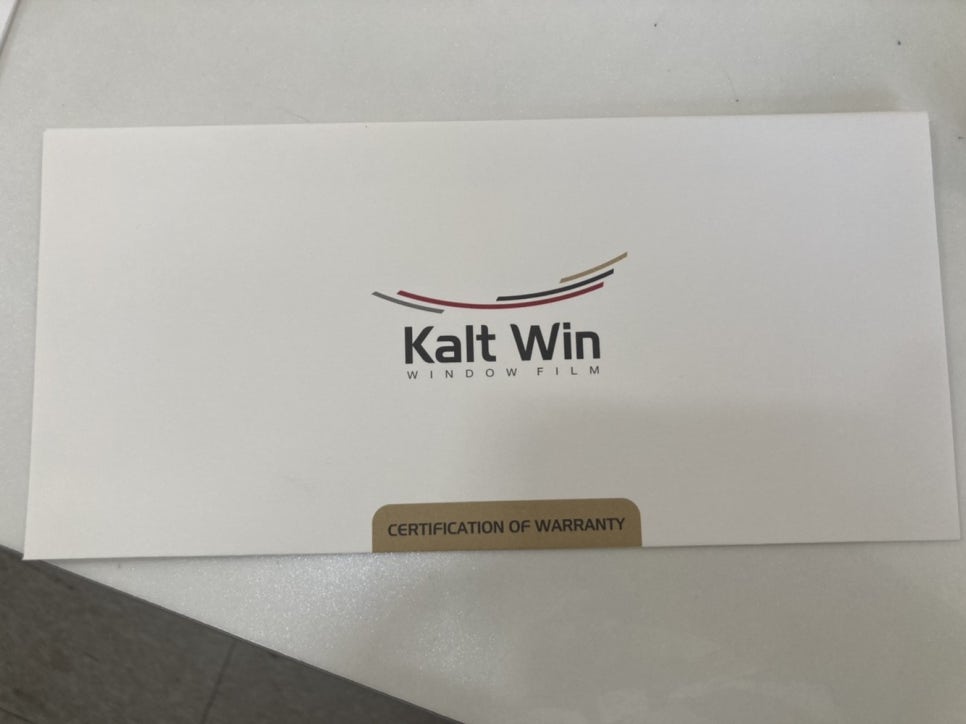 Kalt Win
WINDOW FILM
CERTIFICATION OF WARRANTY